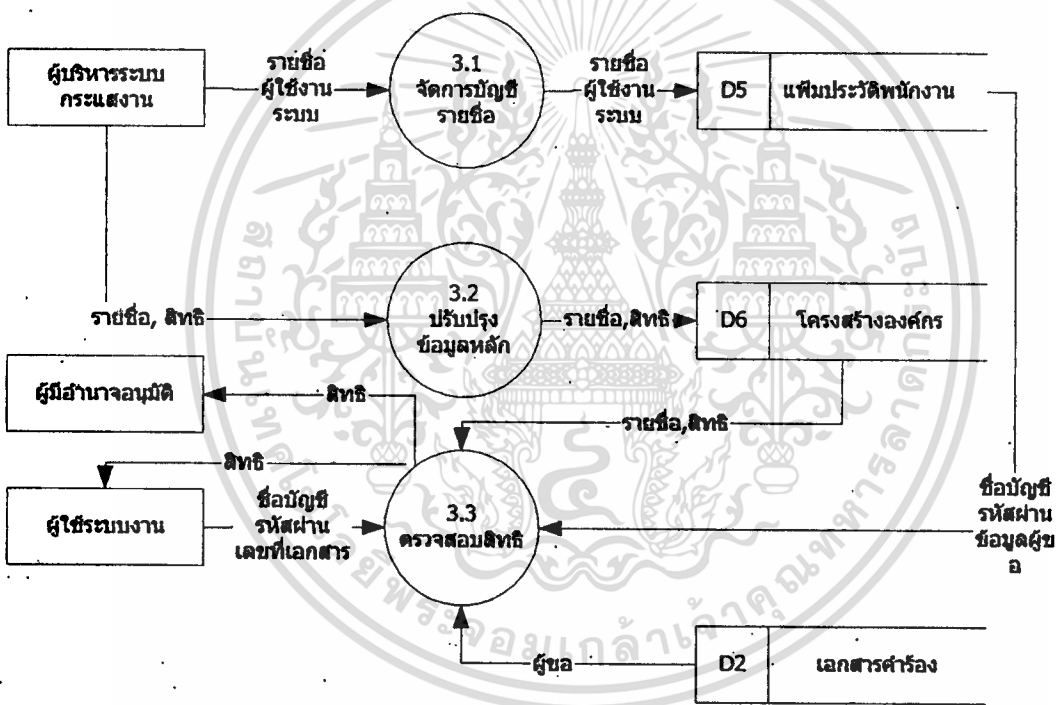 ผู้บริหารระบบ
กระแสงาน
รายชื่อ
ผู้ใช้งาน
ระบบ
3.1
จัดการบัญชี
รายชื่อ
รายชื่อ
ผู้ใช้งาน
ระบบ
D5
แฟ้มประวัติพนักงาน
รายชื่อ, สิทธิ
3.2
ปรับปรุง
ข้อมูลหลัก
รายชื่อ,สิทธิ
D6
โครงสร้างองค์กร
ผู้มีอำนาจอนุมัติ
สิทธิ
รายชื่อ,สิทธิ
สิทธิ
ผู้ใช้ระบบงาน
ชื่อบัญชี
รหัสผ่าน
เลขที่เอกสาร
3.3
ตรวจสอบสิทธิ
ชื่อบัญชี
รหัสผ่าน
ข้อมูลผู้ข
อ
ผู้ขอ
D2
เอกสารคำร้อง